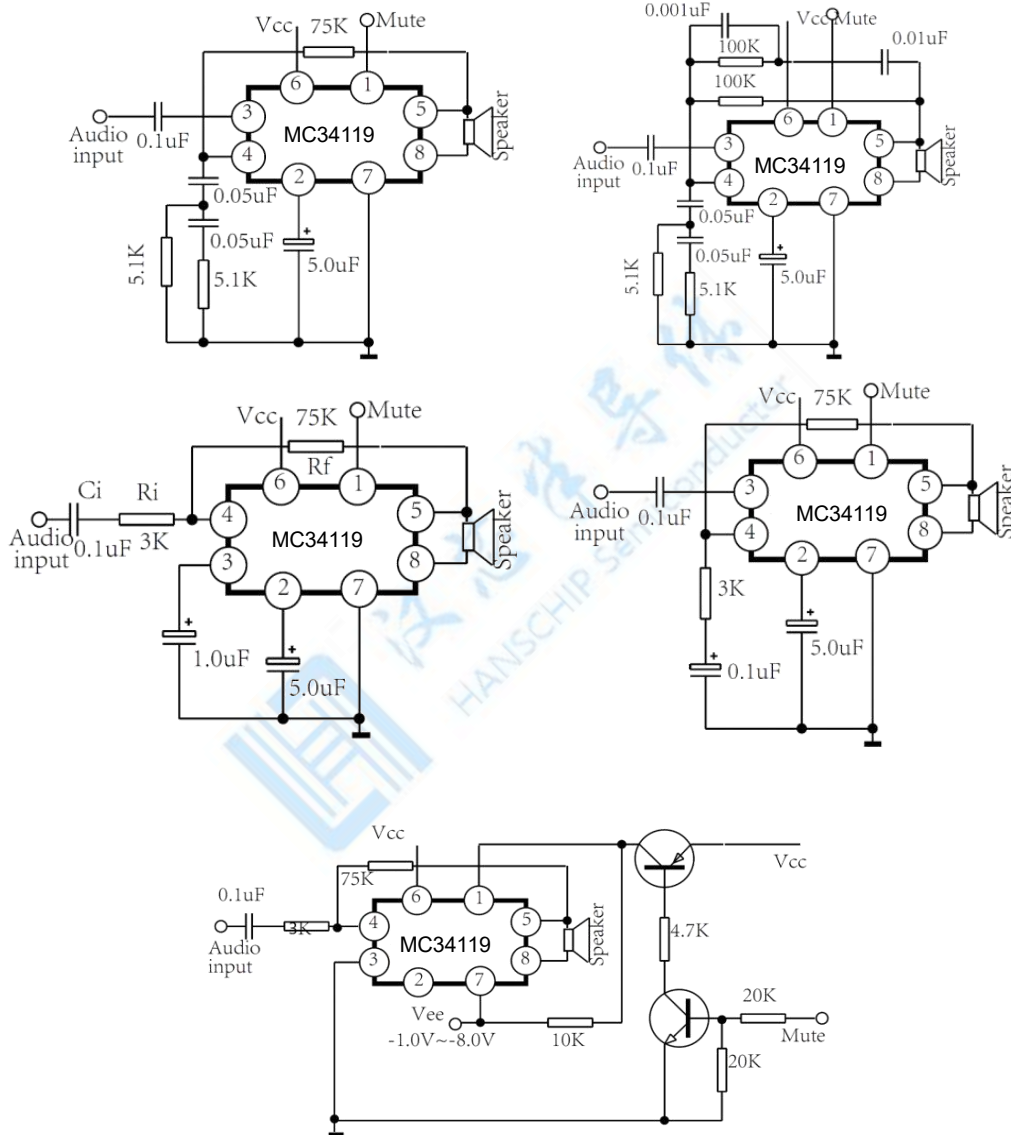 Vcc
75K
Mute
6
1
3
5
MC34119
4
8
2
7
Audio
input
0.1uF
Speaker
0.05uF
0.05uF
+
5.0uF
5.1K
5.1K
0.001uF
Vcc
Mute
0.01uF
100K
100K
6
1
3
5
MC34119
4
8
2
7
Audio
input
0.1uF
Speaker
0.05uF
0.05uF
+
5.0uF
5.1K
5.1K
Vcc
75K
Mute
Rf
6
1
Ci
Ri
4
5
MC34119
3
8
2
7
Audio
input
0.1uF
3K
Speaker
+
1.0uF
+
5.0uF
Vcc
75K
Mute
6
1
3
5
MC34119
4
8
2
7
Audio
input
0.1uF
Speaker
3K
+
0.1uF
+
5.0uF
汉芯半导体
HANSCHIP Semiconductor
Vcc
Vcc
75K
6
1
0.1uF
3K
4
5
MC34119
3
8
2
7
Audio
input
Speaker
4.7K
Vee
-1.0V~-8.0V
10K
20K
Mute
20K